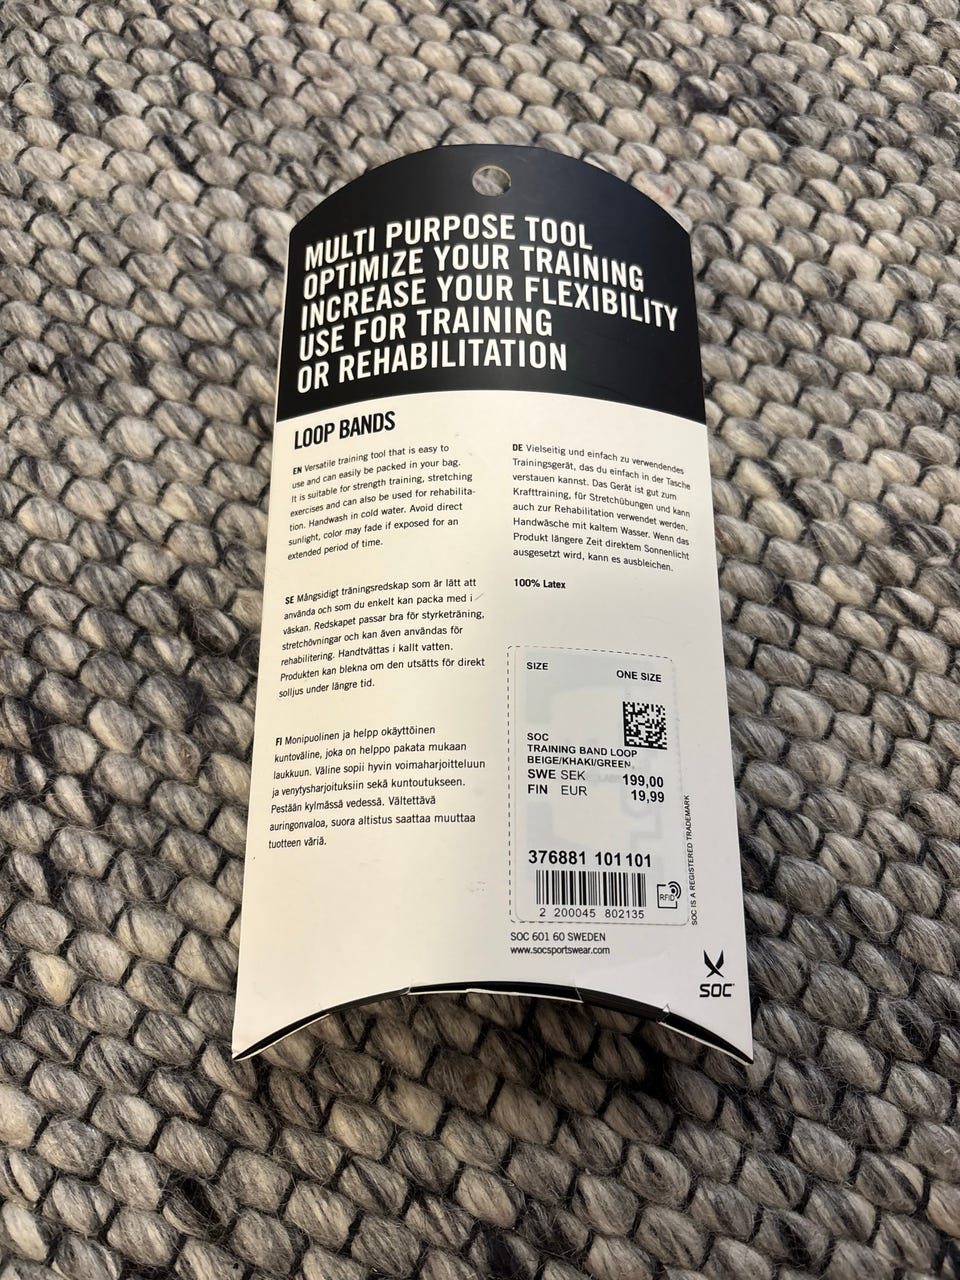 MULTI PURPOSE TOOL
OPTIMIZE YOUR TRAINING
INCREASE YOUR FLEXIBILITY
USE FOR TRAINING
OR REHABILITATION
LOOP BANDS
EN Versatile training tool that is easy to
use and can easily be packed in your bag.
It is suitable for strength training, stretching
exercises and can also be used for rehabilita-
tion. Handwash in cold water. Avoid direct
sunlight, color may fade if exposed for an
extended period of time.
SE Mångsidigt träningsredskap som är lätt att
använda och som du enkelt kan packa med i
väskan. Redskapet passar bra för styrketräning,
stretchövningar och kan även användas för
rehabilitering. Handtvättas i kallt vatten.
Produkten kan blekna om den utsätts för direkt
solljus under längre tid.
FI Monipuolinen ja helpp okäyttöinen
kuntoväline, joka on helppo pakata mukaan
laukkuun. Väline sopii hyvin voimaharjoitteluun
ja venytysharjoituksiin sekä kuntoutukseen.
Pestään kylmässä vedessä. Vältettävä
auringonvaloa, suora altistus saattaa muuttaa
tuotteen väriä.
DE Vielseitig und einfach zu verwendendes
Trainingsgerät, das du einfach in der Tasche
verstauen kannst. Das Gerät ist gut zum
Krafttraining, für Stretchübungen und kann
auch zur Rehabilitation verwendet werden.
Handwäsche mit kaltem Wasser. Wenn das
Produkt längere Zeit direktem Sonnenlicht
ausgesetzt wird, kann es ausbleichen.
100% Latex
SIZE ONE SIZE
SOC
TRAINING BAND LOOP
BEIGE/KHAKI/GREEN,
SWE SEK 199,00
FIN EUR 19,99
376881 101101
RFID
2 200045 802135
SOC IS A REGISTERED TRADEMARK
SOC 601 60 SWEDEN
www.socsportswear.com
SOC